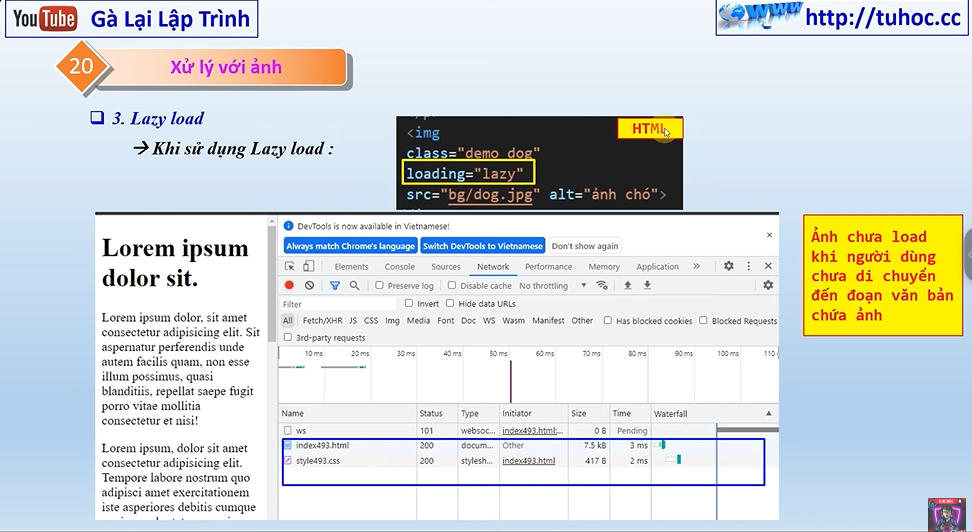 YouTube Gà Lại Lập Trình
www http://tuhoc.cc
20 Xử lý với ảnh
3. Lazy load
→ Khi sử dụng Lazy load :
HTML
<img
class="demo dog"
loading="lazy"
src="bg/dog.jpg" alt="ảnh chó">
Lorem ipsum
dolor sit.
Lorem ipsum dolor, sit amet
consectetur adipisicing elit. Sit
aspernatur perferendis unde
autem facilis quam, non esse
illum possimus, quasi
blanditiis, repellat saepe fugit
porro vitae mollitia
consectetur et nisi!
Lorem ipsum, dolor sit amet
consectetur adipisicing elit.
Tempore labore nostrum quo
adipisci amet exercitationem
iste asperiores debitis cumque
DevTools is now available in Vietnamese!
Always match Chrome's language Switch DevTools to Vietnamese Don't show again
Elements Console Sources Network Performance Memory Application
Preserve log Disable cache No throttling
Filter Invert Hide data URLs
All Fetch/XHR JS CSS Img Media Font Doc WS Wasm Manifest Other Has blocked cookies Blocked Requests
3rd-party requests
10 ms 20 ms 30 ms 40 ms 50 ms 60 ms 70 ms 80 ms 90 ms 100 ms 110
Name Status Type Initiator Size Time Waterfall
ws 101 websoc... index493.html:... 0 B Pending
index493.html 200 docum... Other 7.5 kB 3 ms
style493.css 200 stylesh... index493.html 417 B 2 ms
Ảnh chưa load
khi người dùng
chưa di chuyển
đến đoạn văn bản
chứa ảnh